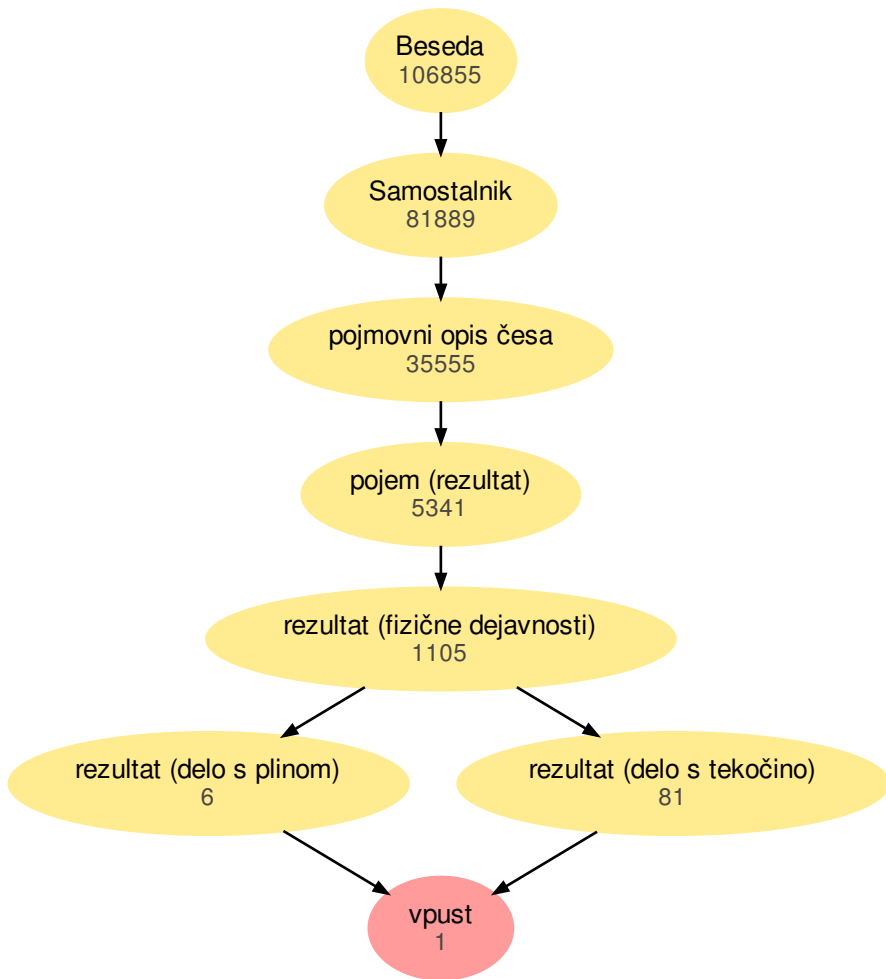 Beseda
106855
Samostalnik
81889
pojmovni opis česa
35555
pojem (rezultat)
5341
rezultat (fizične dejavnosti)
1105
rezultat (delo s plinom)
6
rezultat (delo s tekočino)
81
vpust
1